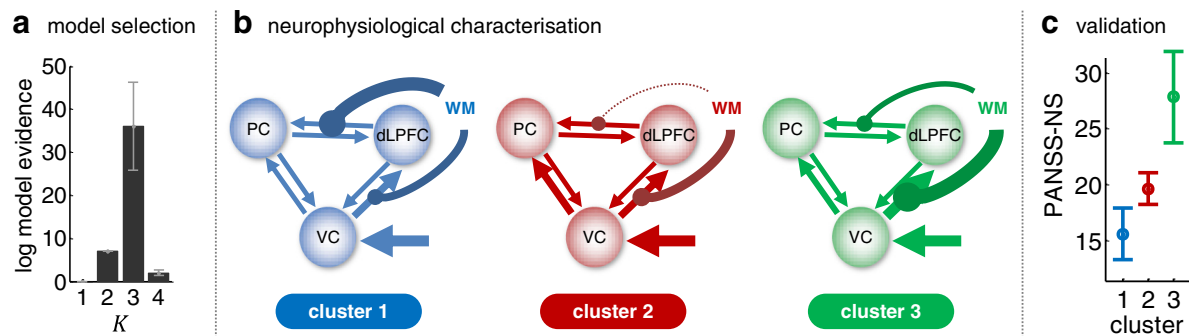 a model selection
log model evidence
50
40
30
20
10
0
1 2 3 4
K
b neurophysiological characterisation
PC
dLPFC
WM
VC
cluster 1
PC
dLPFC
WM
VC
cluster 2
PC
dLPFC
WM
VC
cluster 3
c validation
PANSS-NS
30
25
20
15
1 2 3
cluster